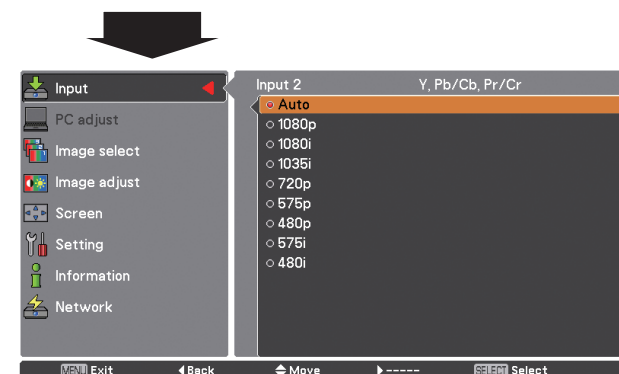 Input
PC adjust
Image select
Image adjust
Screen
Setting
Information
Network
Input 2 Y, Pb/Cb, Pr/Cr
Auto
1080p
1080i
1035i
720p
575p
480p
575i
480i
MENU Exit Back Move ----- SELECT Select